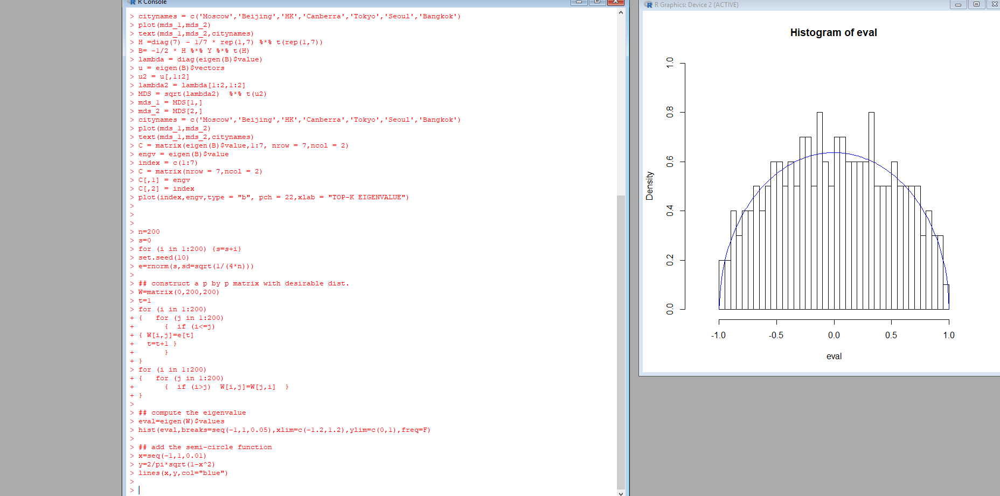 R Console
> citynames = c('Moscow','Beijing','HK','Canberra','Tokyo','Seoul','Bangkok')
> plot(mds_1,mds_2)
> text(mds_1,mds_2,citynames)
> H =diag(7) - 1/7 * rep(1,7) %*% t(rep(1,7))
> B= -1/2 * H %*% Y %*% t(H)
> lambda = diag(eigen(B)$value)
> u = eigen(B)$vectors
> u2 = u[,1:2]
> lambda2 = lambda[1:2,1:2]
> MDS = sqrt(lambda2)  %*% t(u2)
> mds_1 = MDS[1,]
> mds_2 = MDS[2,]
> citynames = c('Moscow','Beijing','HK','Canberra','Tokyo','Seoul','Bangkok')
> plot(mds_1,mds_2)
> text(mds_1,mds_2,citynames)
> C = matrix(eigen(B)$value,1:7, nrow = 7,ncol = 2)
> engv = eigen(B)$value
> index = c(1:7)
> C = matrix(nrow = 7,ncol = 2)
> C[,1] = engv
> C[,2] = index
> plot(index,engv,type = "b", pch = 22,xlab = "TOP-K EIGENVALUE")
>
>
>
> n=200
> s=0
> for (i in 1:200) {s=s+i}
> set.seed(10)
> e=rnorm(s,sd=sqrt(1/(4*n)))
>
> ## construct a p by p matrix with desirable dist.
> W=matrix(0,200,200)
> t=1
> for (i in 1:200)
+ {   for (j in 1:200)
+       {  if (i<=j)
+ { W[i,j]=e[t]
+   t=t+1 }
+       }
+ }
> for (i in 1:200)
+ {   for (j in 1:200)
+       {  if (i>j)  W[i,j]=W[j,i]  }
+ }
>
> ## compute the eigenvalue
> eval=eigen(W)$values
> hist(eval,breaks=seq(-1,1,0.05),xlim=c(-1.2,1.2),ylim=c(0,1),freq=F)
>
> ## add the semi-circle function
> x=seq(-1,1,0.01)
> y=2/pi*sqrt(1-x^2)
> lines(x,y,col="blue")
>
>
R Graphics: Device 2 (ACTIVE)
Histogram of eval
Density
1.0
0.8
0.6
0.4
0.2
0.0
-1.0 -0.5 0.0 0.5 1.0
eval